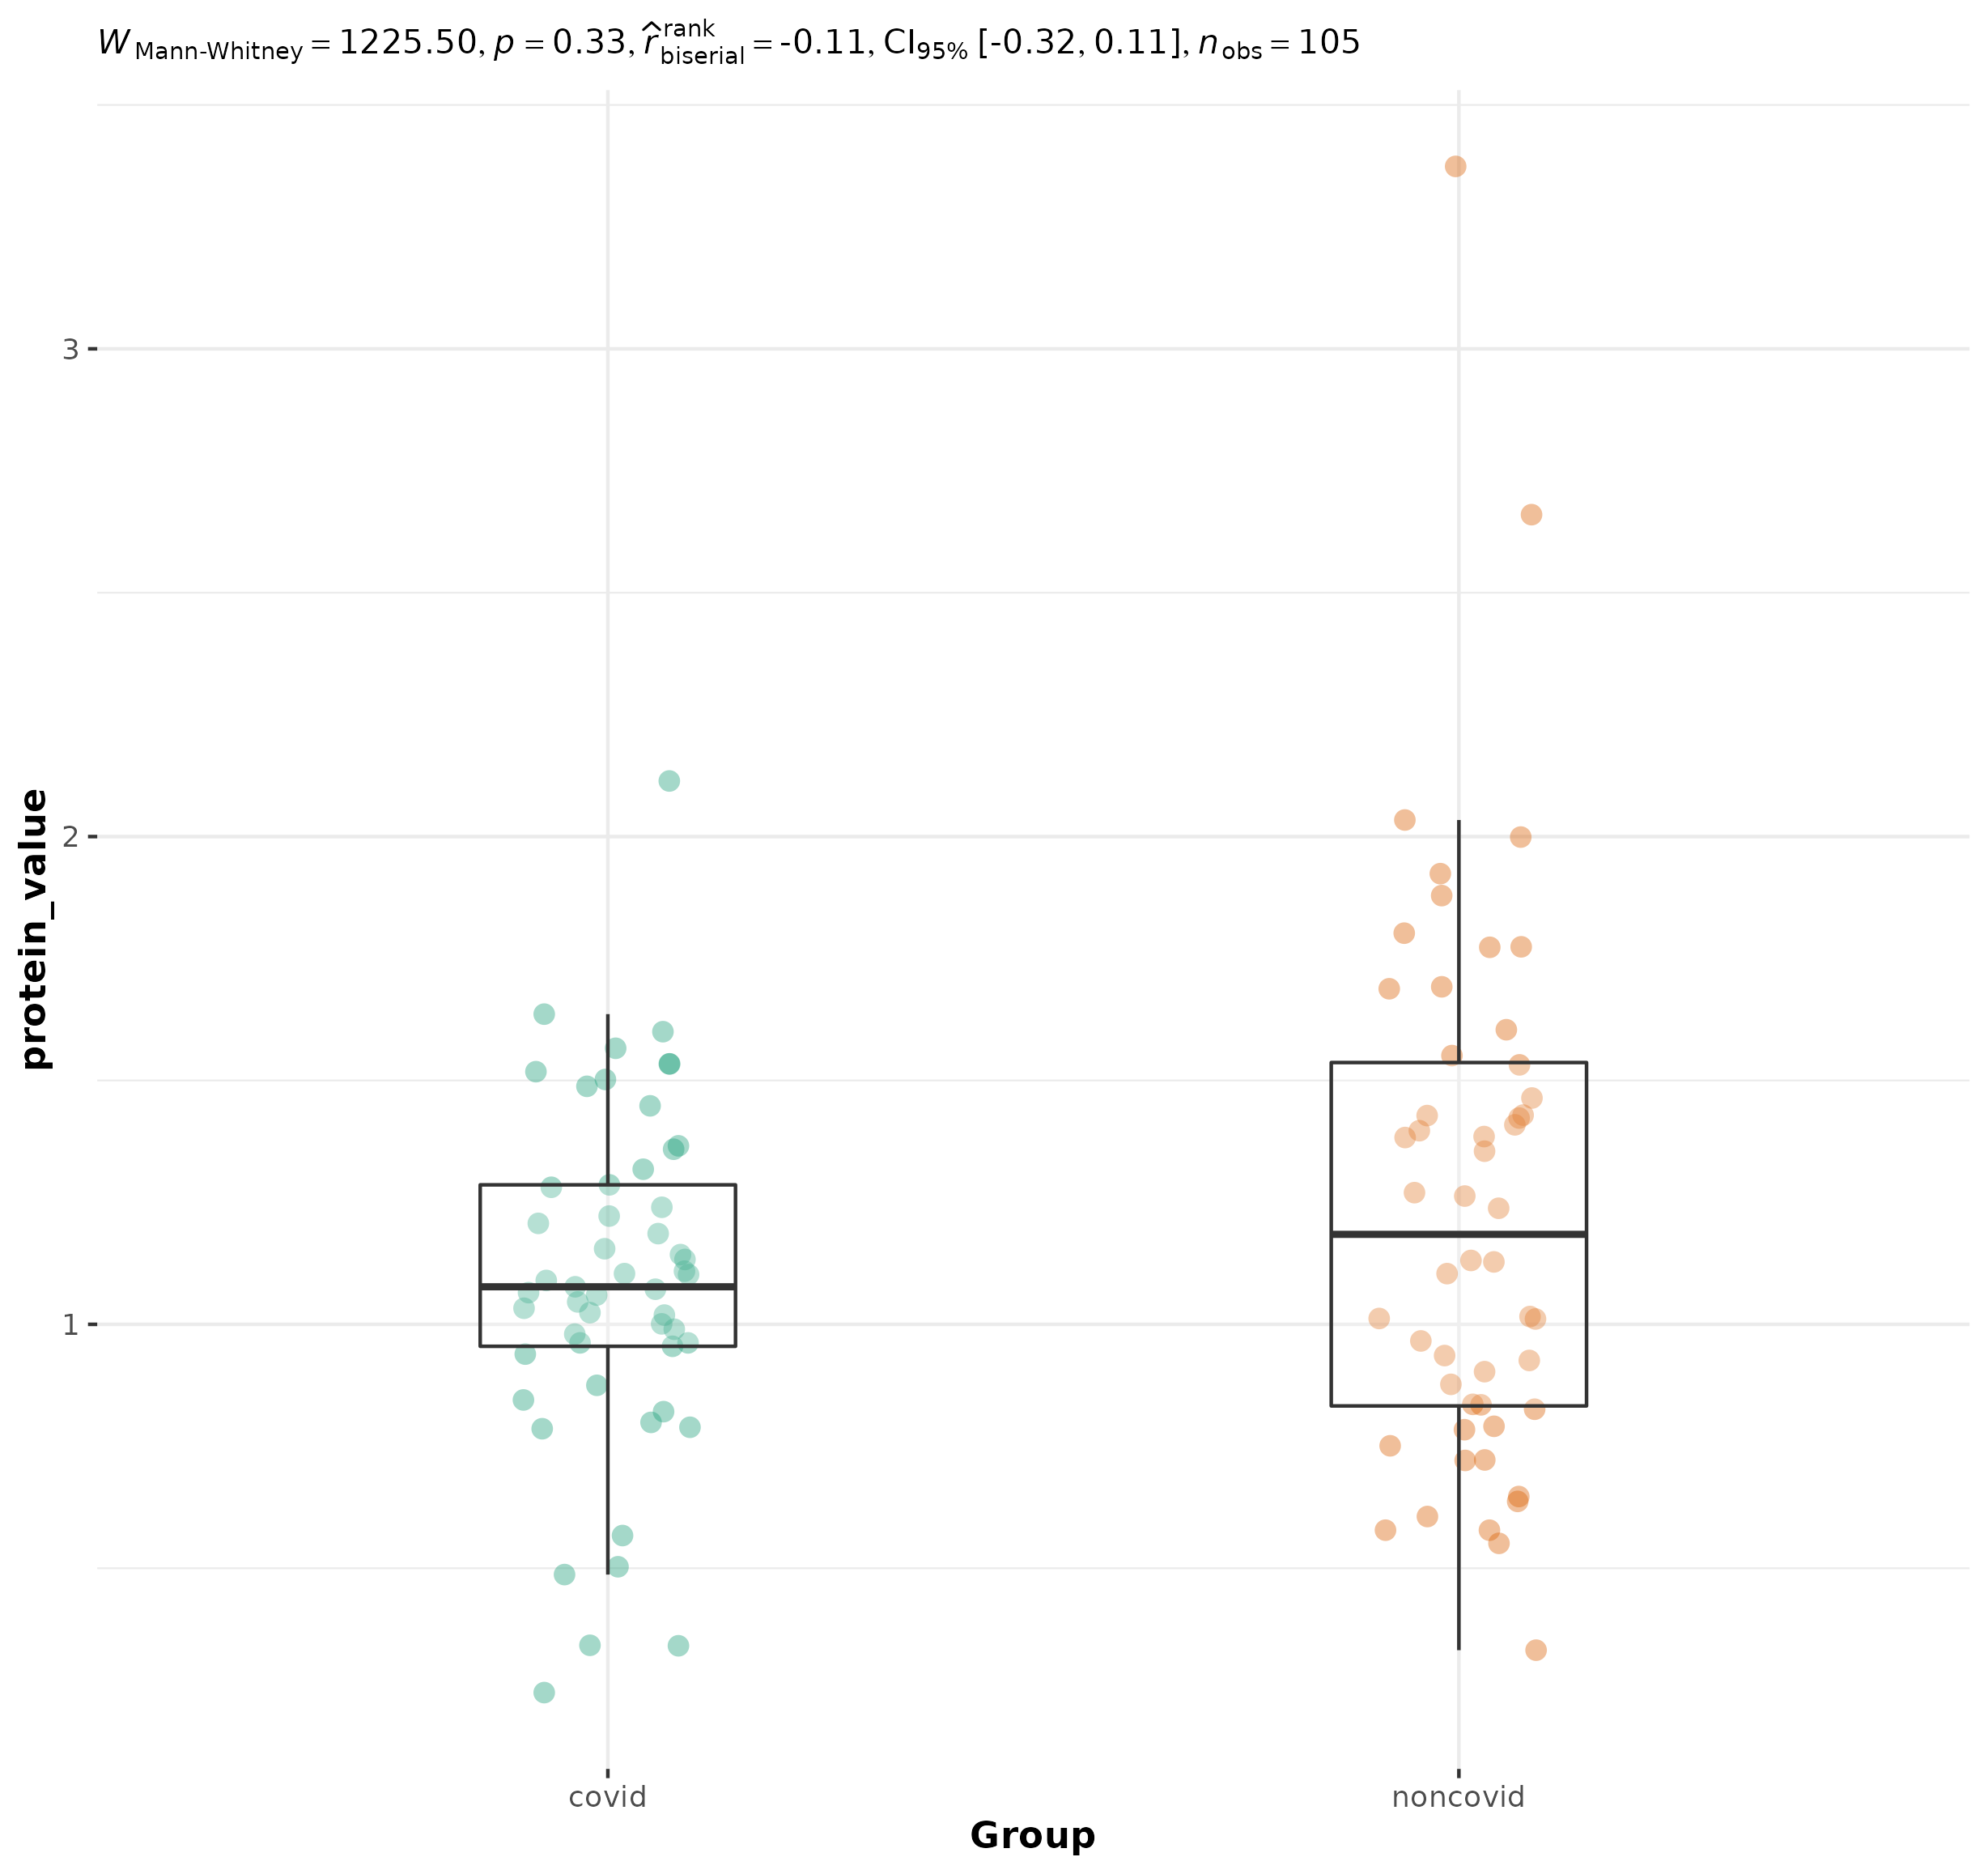 W Mann-Whitney = 1225.50, p = 0.33, r̂ rank biserial = -0.11, CI95% [-0.32, 0.11], nobs = 105
3
2
1
protein_value
covid noncovid
Group